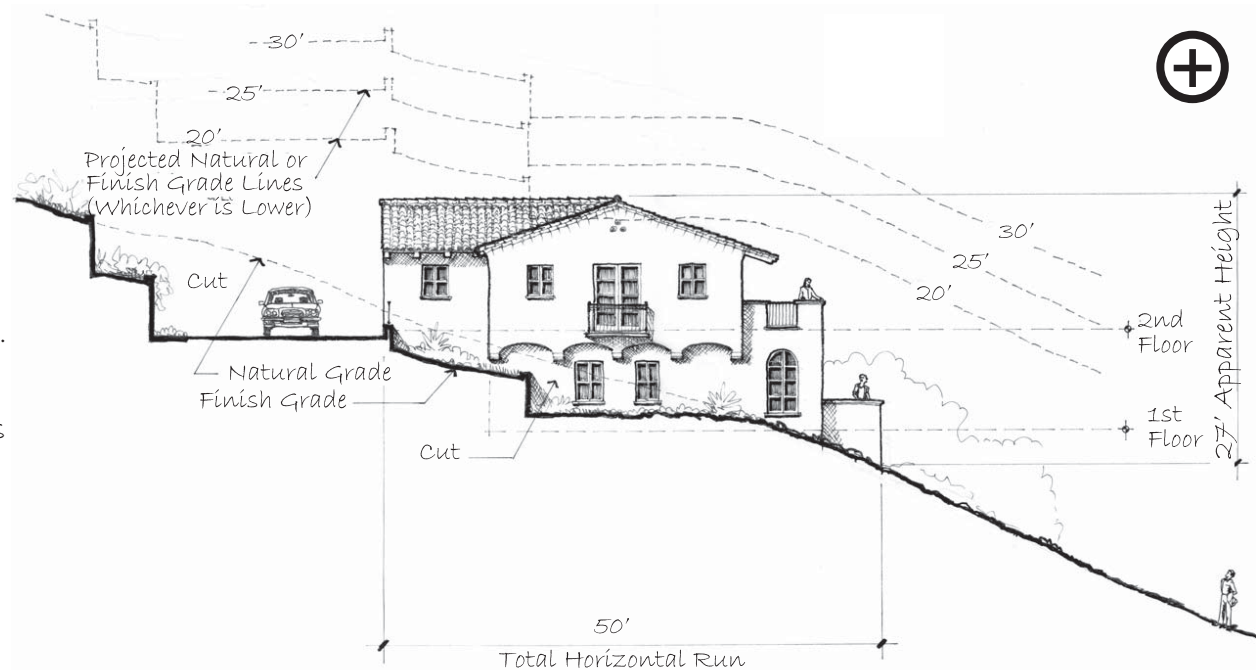 30'
25'
20'
Projected Natural or
Finish Grade Lines
(Whichever is Lower)
Cut
30'
25'
20'
2nd
Floor
27' Apparent Height
Natural Grade
Finish Grade
1st
Floor
s
Cut
50'
Total Horizontal Run